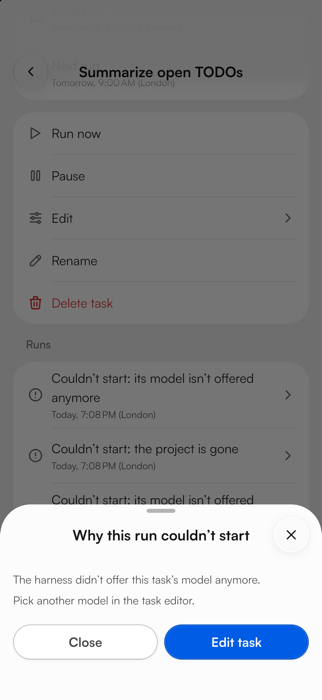 Next run
Summarize open TODOs
Tomorrow, 9:00 AM (London)
Run now
Pause
Edit
Rename
Delete task
Runs
Couldn't start: its model isn't offered
anymore
Today, 7:08 PM (London)
Couldn't start: the project is gone
Today, 7:08 PM (London)
Couldn't start: its model isn't offered
Why this run couldn't start
The harness didn't offer this task's model anymore.
Pick another model in the task editor.
Close
Edit task